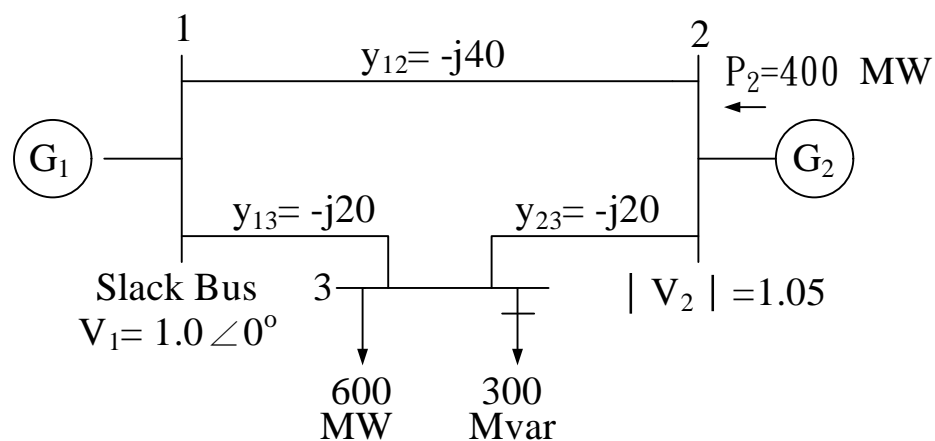 1
2
y₁₂= -j40
P₂=400 MW
G₁
G₂
y₁₃= -j20
y₂₃= -j20
Slack Bus
V₁= 1.0∠0°
3
| V₂ | =1.05
600
MW
300
Mvar